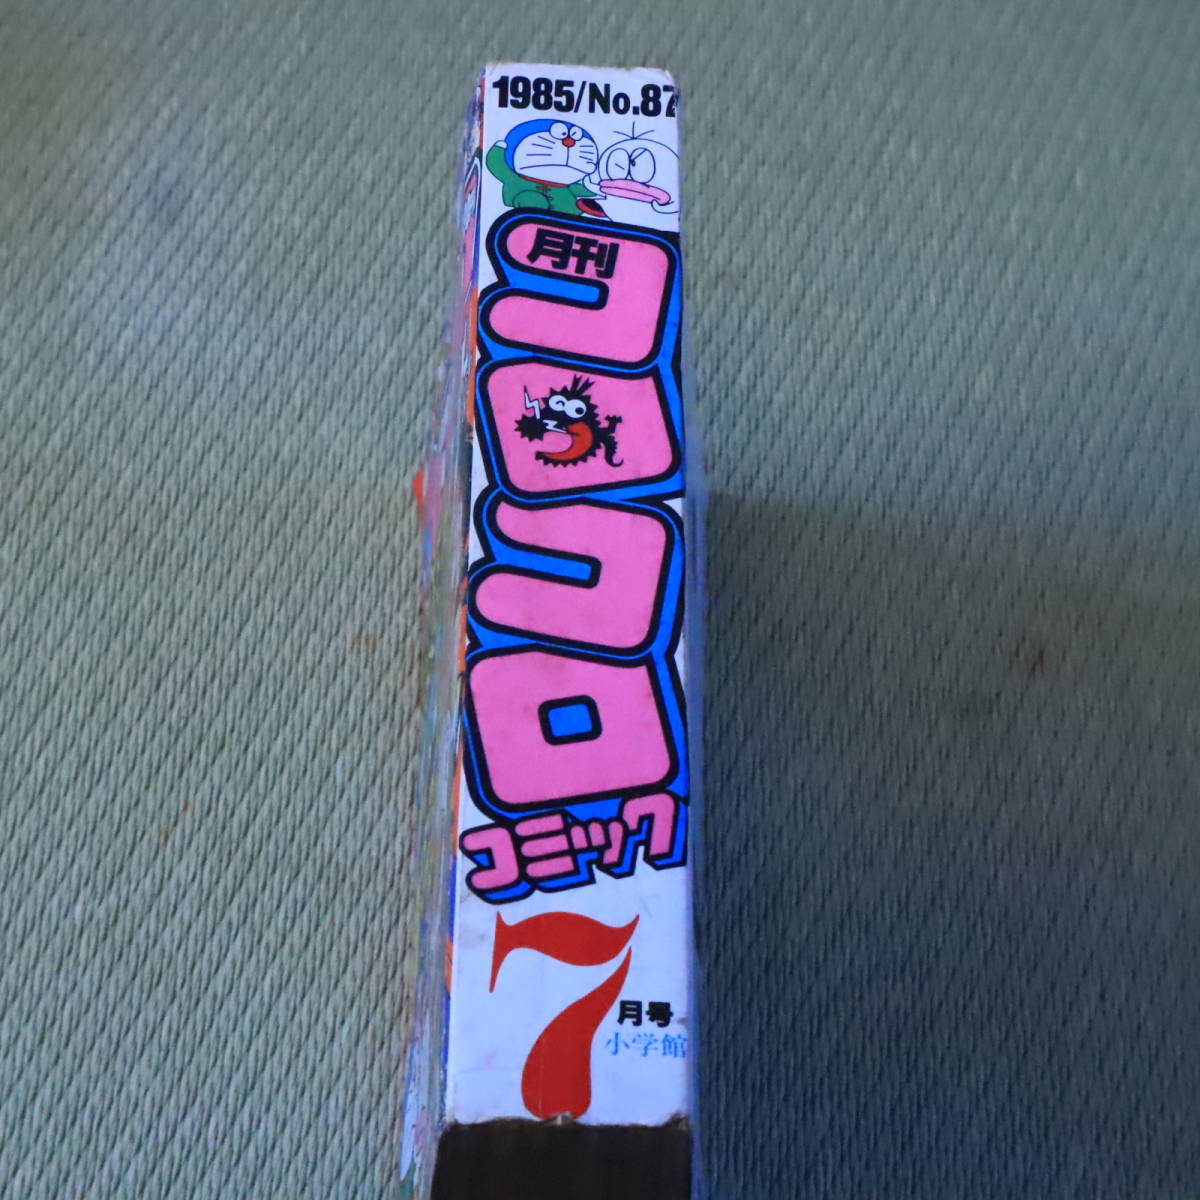 1985/No.87
月刊
コロコロ
コミック
7
月号
小学館